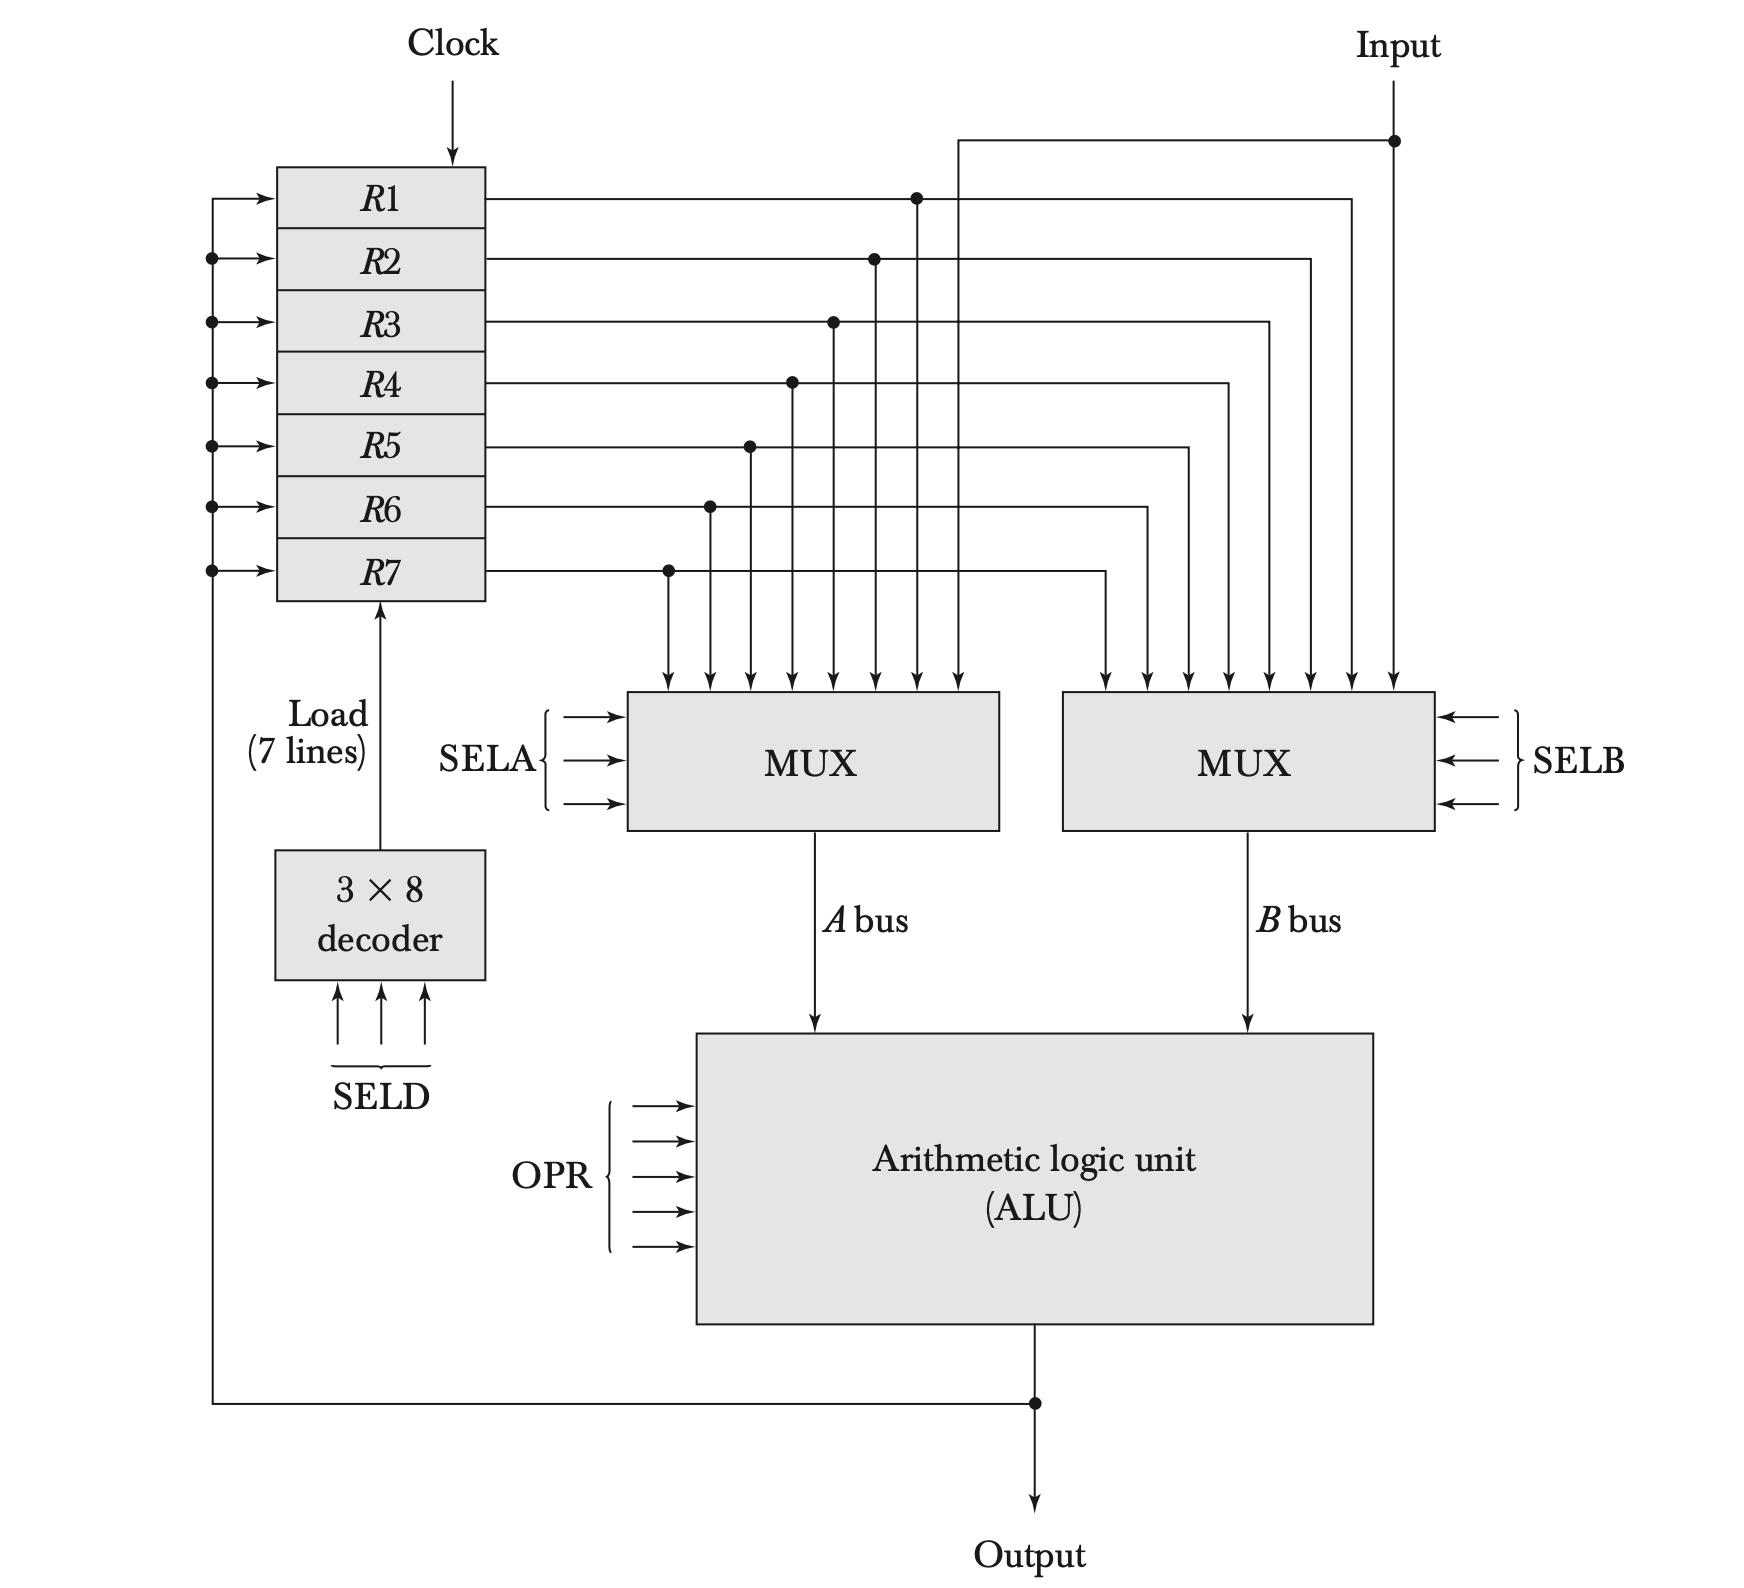 Clock
Input
R1
R2
R3
R4
R5
R6
R7
Load
(7 lines)
SELA
MUX
MUX
SELB
3 × 8
decoder
A bus
B bus
SELD
OPR
Arithmetic logic unit
(ALU)
Output